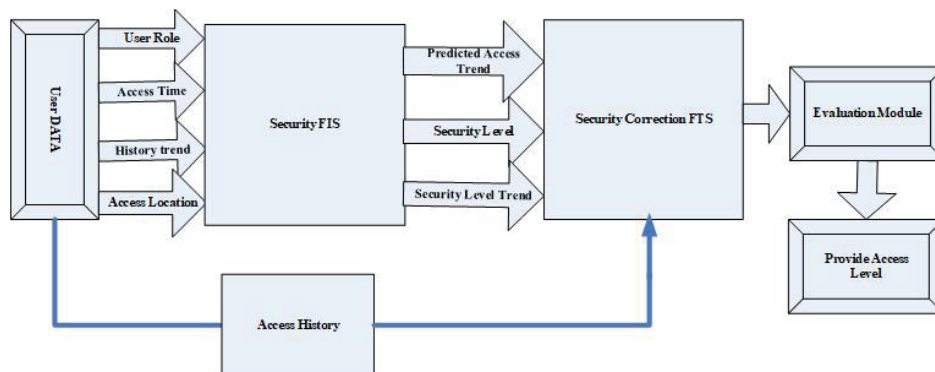 User DATA
User Role
Access Time
History trend
Access Location
Security FIS
Predicted Access
Trend
Security Level
Security Level Trend
Security Correction FTS
Evaluation Module
Provide Access
Level
Access History